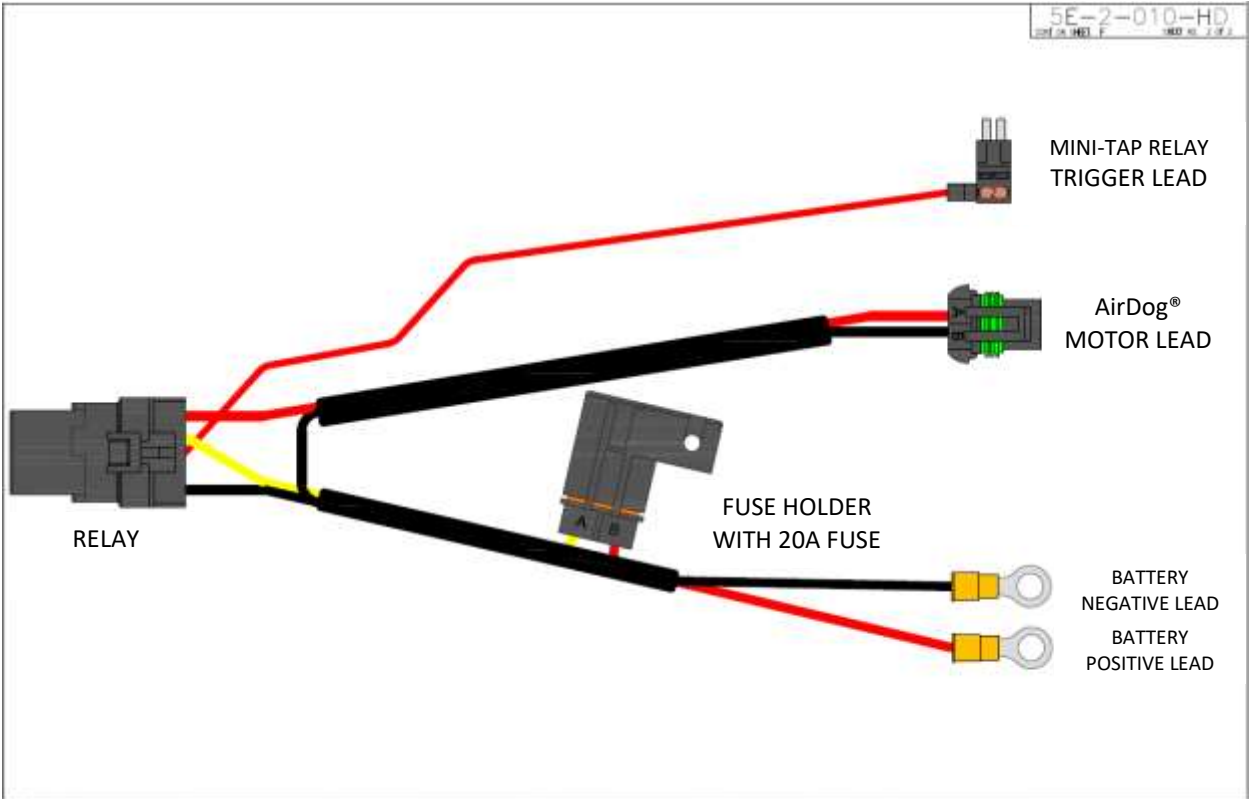 5E-2-010-HD
MINI-TAP RELAY
TRIGGER LEAD
A
B
AirDog®
MOTOR LEAD
A B
FUSE HOLDER
WITH 20A FUSE
RELAY
BATTERY
NEGATIVE LEAD
BATTERY
POSITIVE LEAD